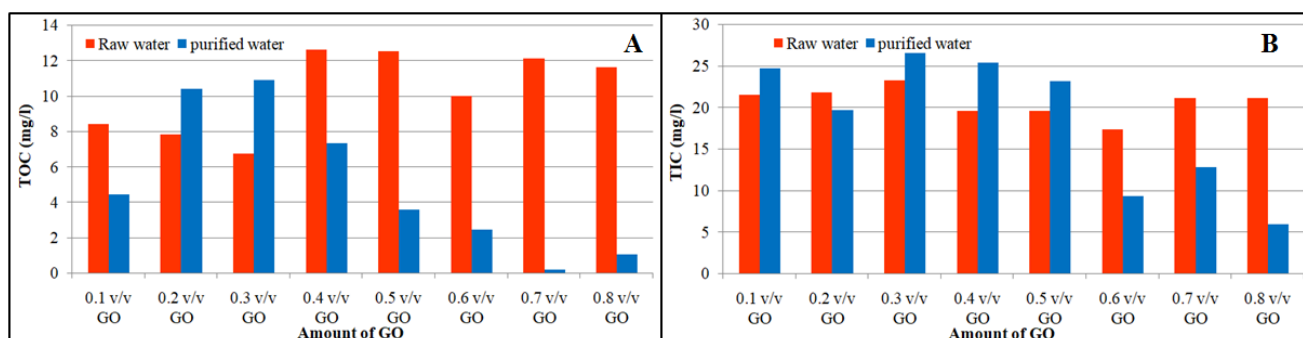 Raw water purified water A
14
12
10
8
6
4
2
0
TOC (mg/l)
0.1 v/v 0.2 v/v 0.3 v/v 0.4 v/v 0.5 v/v 0.6 v/v 0.7 v/v 0.8 v/v
GO GO GO GO GO GO GO GO
Amount of GO
Raw water purified water B
30
25
20
15
10
5
0
TIC (mg/l)
0.1 v/v 0.2 v/v 0.3 v/v 0.4 v/v 0.5 v/v 0.6 v/v 0.7 v/v 0.8 v/v
GO GO GO GO GO GO GO GO
Amount of GO